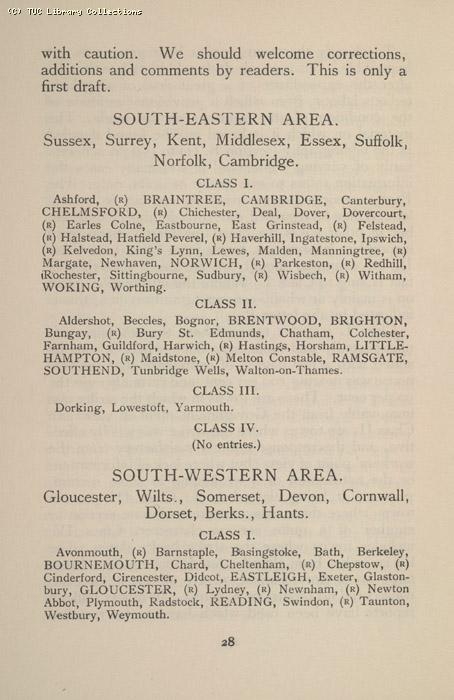 (C) TUC Library Collections
with caution. We should welcome corrections,
additions and comments by readers. This is only a
first draft.
SOUTH-EASTERN AREA.
Sussex, Surrey, Kent, Middlesex, Essex, Suffolk,
Norfolk, Cambridge.
CLASS I.
Ashford, (R) BRAINTREE, CAMBRIDGE, Canterbury,
CHELMSFORD, (R) Chichester, Deal, Dover, Dovercourt,
(R) Earles Colne, Eastbourne, East Grinstead, (R) Felstead,
(R) Halstead, Hatfield Peverel, (R) Haverhill, Ingatestone, Ipswich,
(R) Kelvedon, King's Lynn, Lewes, Malden, Manningtree, (R)
Margate, Newhaven, NORWICH, (R) Parkeston, (R) Redhill,
Rochester, Sittingbourne, Sudbury, (R) Wisbech, (R) Witham,
WOKING, Worthing.
CLASS II.
Aldershot, Beccles, Bognor, BRENTWOOD, BRIGHTON,
Bungay, (R) Bury St. Edmunds, Chatham, Colchester,
Farnham, Guildford, Harwich, (R) Hastings, Horsham, LITTLE-
HAMPTON, (R) Maidstone, (R) Melton Constable, RAMSGATE,
SOUTHEND, Tunbridge Wells, Walton-on-Thames.
CLASS III.
Dorking, Lowestoft, Yarmouth.
CLASS IV.
(No entries.)
SOUTH-WESTERN AREA.
Gloucester, Wilts., Somerset, Devon, Cornwall,
Dorset, Berks., Hants.
CLASS I.
Avonmouth, (R) Barnstaple, Basingstoke, Bath, Berkeley,
BOURNEMOUTH, Chard, Cheltenham, (R) Chepstow, (R)
Cinderford, Cirencester, Didcot, EASTLEIGH, Exeter, Glaston-
bury, GLOUCESTER, (R) Lydney, (R) Newnham, (R) Newton
Abbot, Plymouth, Radstock, READING, Swindon, (R) Taunton,
Westbury, Weymouth.
28